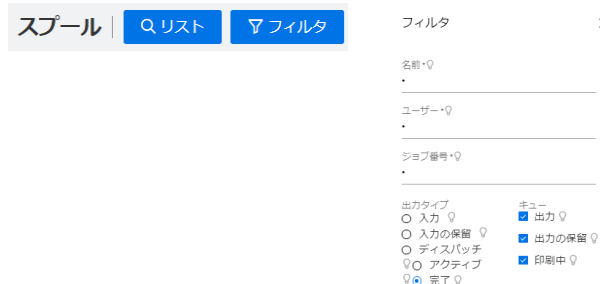 スプール リスト フィルタ
フィルタ
名前•
•
ユーザー•
•
ジョブ番号•
•
出力タイプ
入力
入力の保留
ディスパッチ
アクティブ
完了
キュー
出力
出力の保留
印刷中